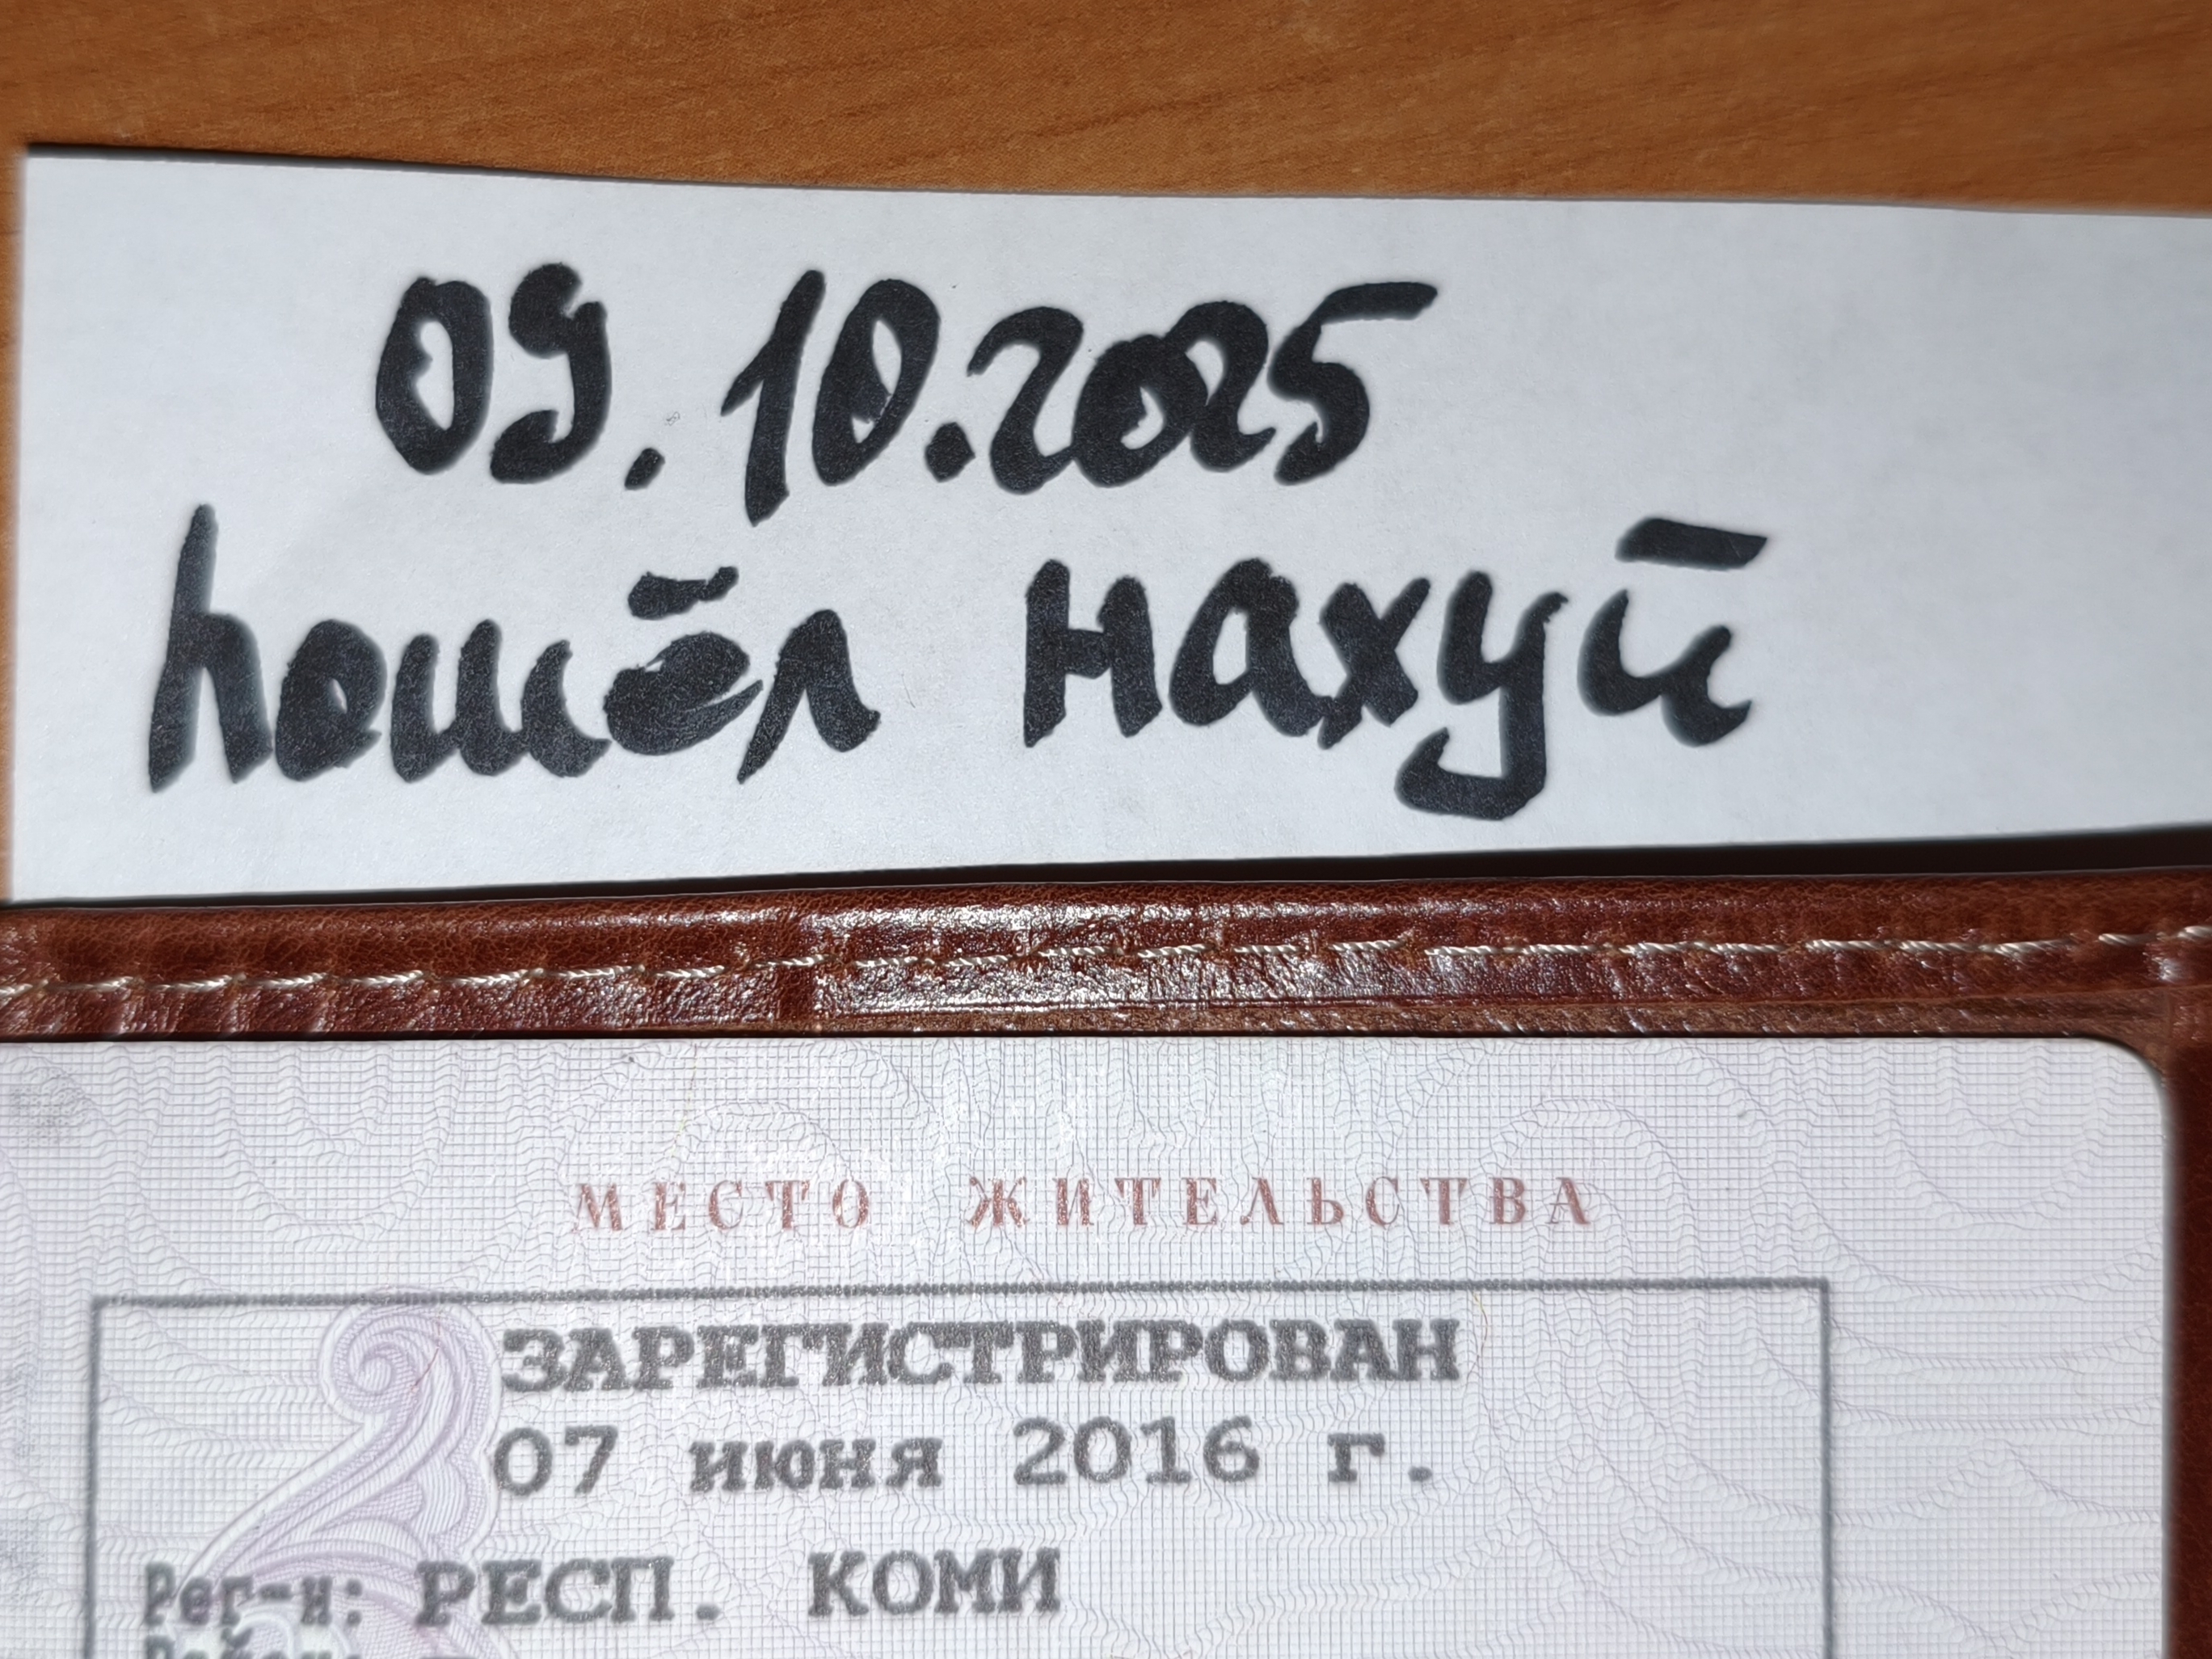 09.10.2025
пошёл нахуй
МЕСТО ЖИТЕЛЬСТВА
ЗАРЕГИСТРИРОВАН
07 июня 2016 г.
Рег-н: РЕСП. КОМИ